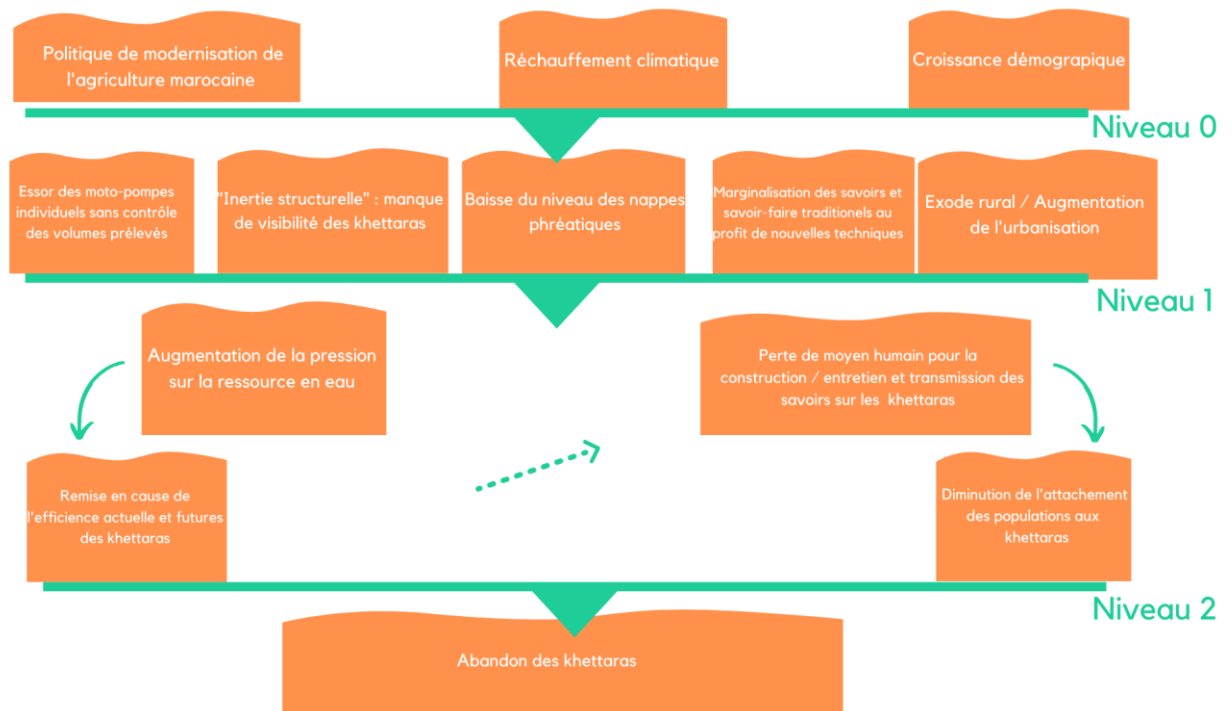 Politique de modernisation de
l'agriculture marocaine
Réchauffement climatique
Croissance démograpique
Niveau 0
Essor des moto-pompes
individuels sans contrôle
des volumes prélevés
"Inertie structurelle" : manque
de visibilité des khettaras
Baisse du niveau des nappes
phréatiques
Marginalisation des savoirs et
savoir-faire traditionels au
profit de nouvelles techniques
Exode rural / Augmentation
de l'urbanisation
Niveau 1
Augmentation de la pression
sur la ressource en eau
Perte de moyen humain pour la
construction / entretien et transmission des
savoirs sur les khettaras
Remise en cause de
l'efficience actuelle et futures
des khettaras
Diminution de l'attachement
des populations aux
khettaras
Niveau 2
Abandon des khettaras